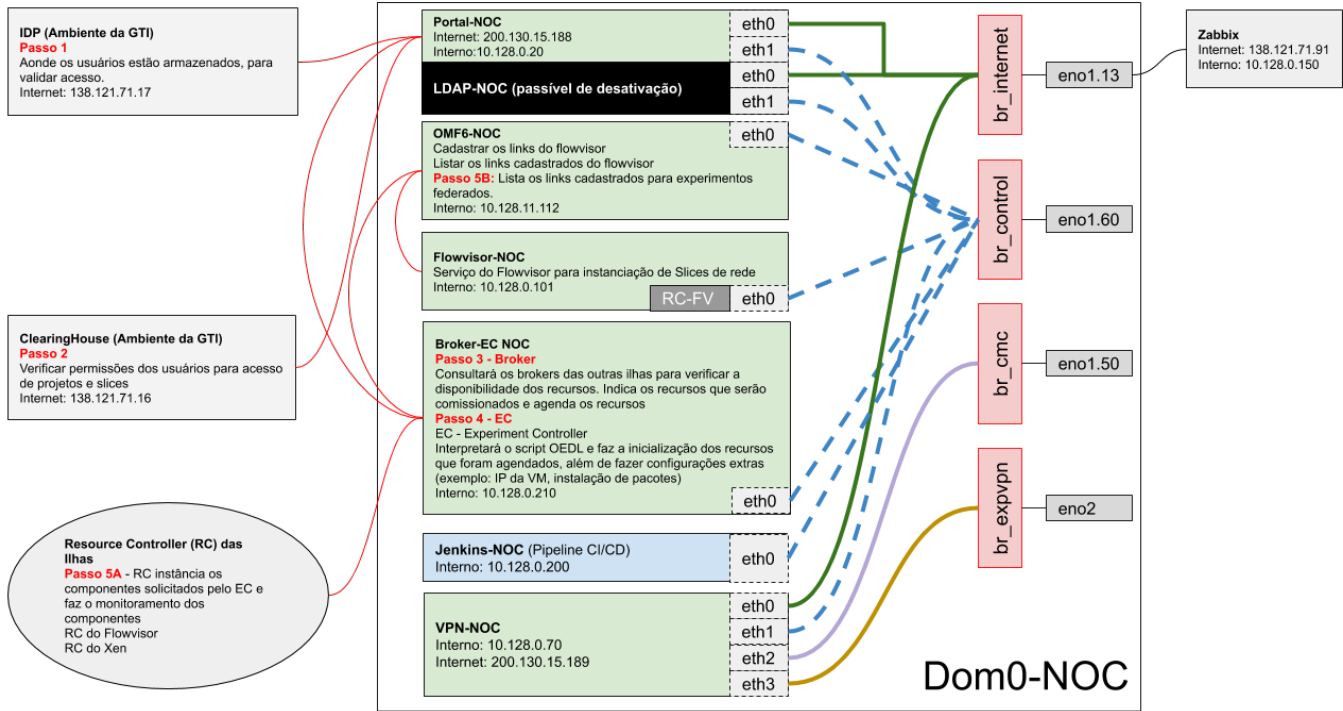 IDP (Ambiente da GTI)
Passo 1
Aonde os usuários estão armazenados, para
validar acesso.
Internet: 138.121.71.17
ClearingHouse (Ambiente da GTI)
Passo 2
Verificar permissões dos usuários para acesso
de projetos e slices
Internet: 138.121.71.16
Resource Controller (RC) das
Ilhas
Passo 5A - RC instância os
componentes solicitados pelo EC e
faz o monitoramento dos
componentes
RC do Flowvisor
RC do Xen
Portal-NOC
Internet: 200.130.15.188
Interno:10.128.0.20
eth0
eth1
LDAP-NOC (passível de desativação)
eth0
eth1
OMF6-NOC
Cadastrar os links do flowvisor
Listar os links cadastrados do flowvisor
Passo 5B: Lista os links cadastrados para experimentos
federados.
Interno: 10.128.11.112
eth0
Flowvisor-NOC
Serviço do Flowvisor para instanciação de Slices de rede
Interno: 10.128.0.101
RC-FV
eth0
Broker-EC NOC
Passo 3 - Broker
Consultará os brokers das outras ilhas para verificar a
disponibilidade dos recursos. Indica os recursos que serão
comissionados e agenda os recursos
Passo 4 - EC
EC - Experiment Controller
Interpretará o script OEDL e faz a inicialização dos recursos
que foram agendados, além de fazer configurações extras
(exemplo: IP da VM, instalação de pacotes)
Interno: 10.128.0.210
eth0
Jenkins-NOC (Pipeline CI/CD)
Interno: 10.128.0.200
eth0
VPN-NOC
Interno: 10.128.0.70
Internet: 200.130.15.189
eth0
eth1
eth2
eth3
br_internet
eno1.13
br_control
eno1.60
br_cmc
eno1.50
br_expvpn
eno2
Dom0-NOC
Zabbix
Internet: 138.121.71.91
Interno: 10.128.0.150